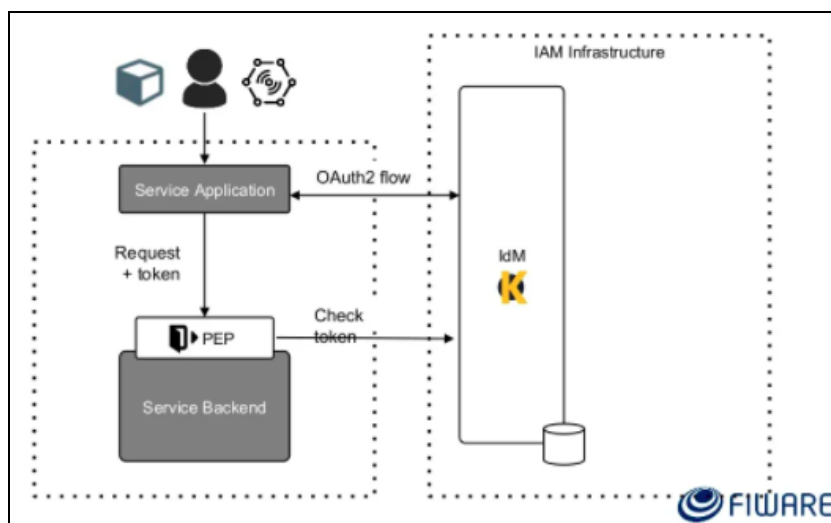 IAM Infrastructure
Service Application
OAuth2 flow
Request
+ token
IdM
K
Check
token
PEP
Service Backend
FIWARE